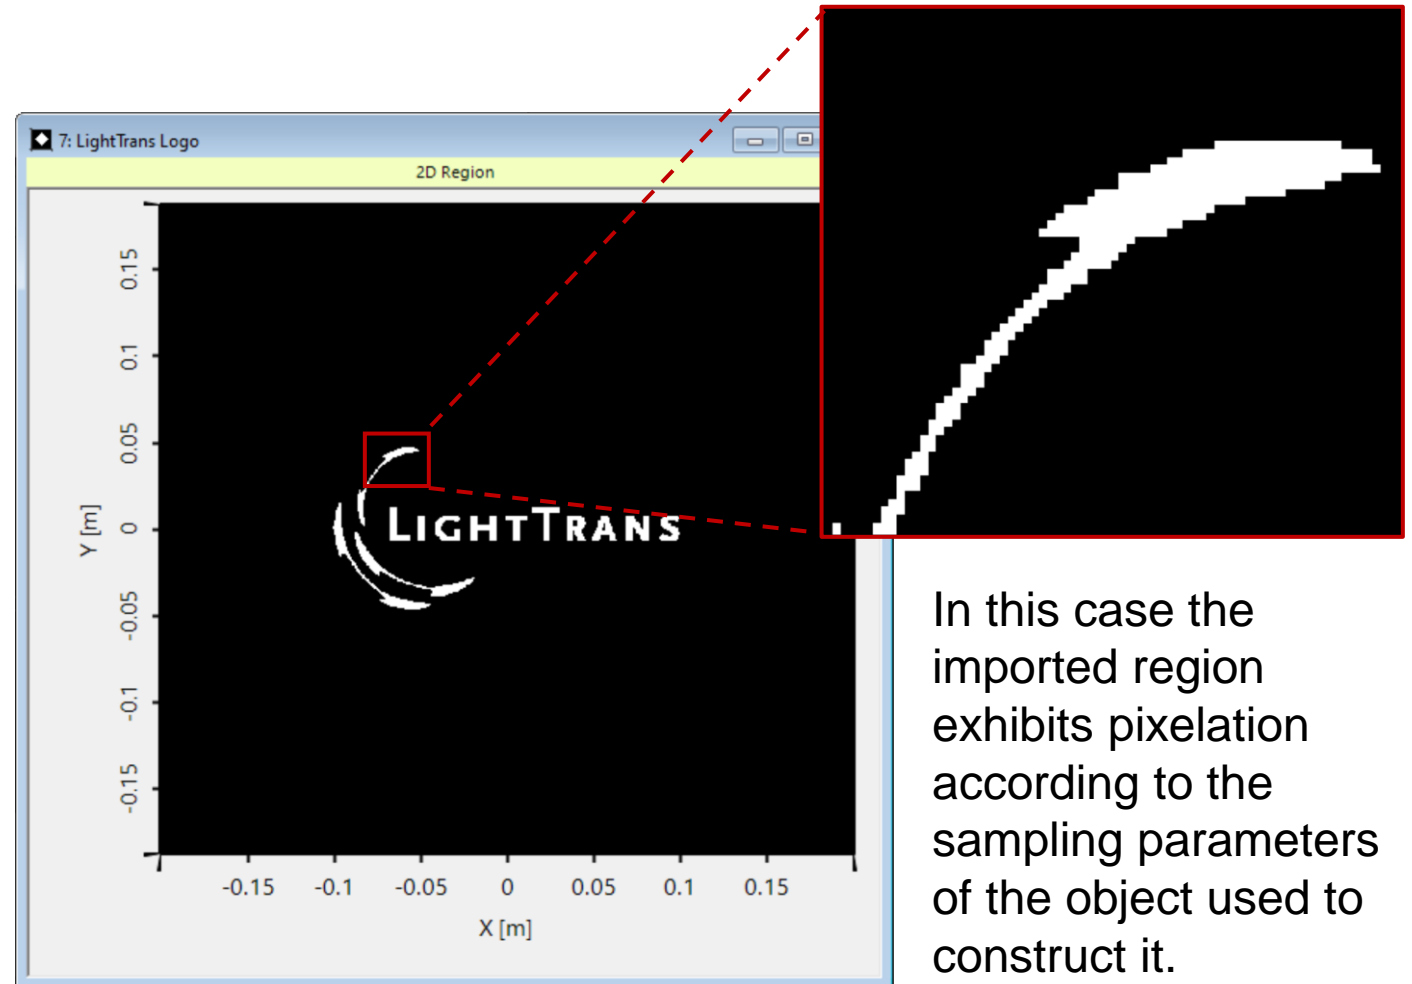 7: LightTrans Logo
2D Region
0.15
0.1
0.05
0
-0.05
-0.1
-0.15
Y [m]
LIGHTTRANS
-0.15 -0.1 -0.05 0 0.05 0.1 0.15
X [m]
In this case the
imported region
exhibits pixelation
according to the
sampling parameters
of the object used to
construct it.